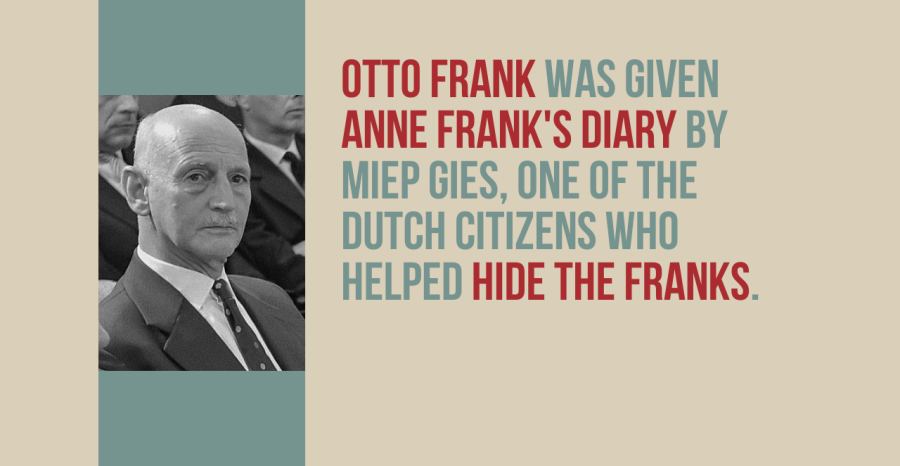 OTTO FRANK WAS GIVEN
ANNE FRANK'S DIARY BY
MIEP GIES, ONE OF THE
DUTCH CITIZENS WHO
HELPED HIDE THE FRANKS.